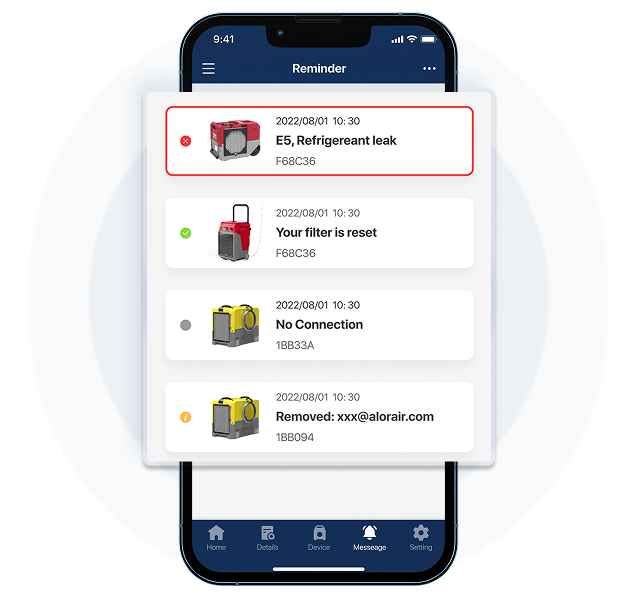 9:41
Reminder
2022/08/01 10:30
E5, Refrigereant leak
F68C36
2022/08/01 10:30
Your filter is reset
F68C36
2022/08/01 10:30
No Connection
1BB33A
2022/08/01 10:30
Removed: xxx@alorair.com
1BB094
Home Details Device Messeage Setting